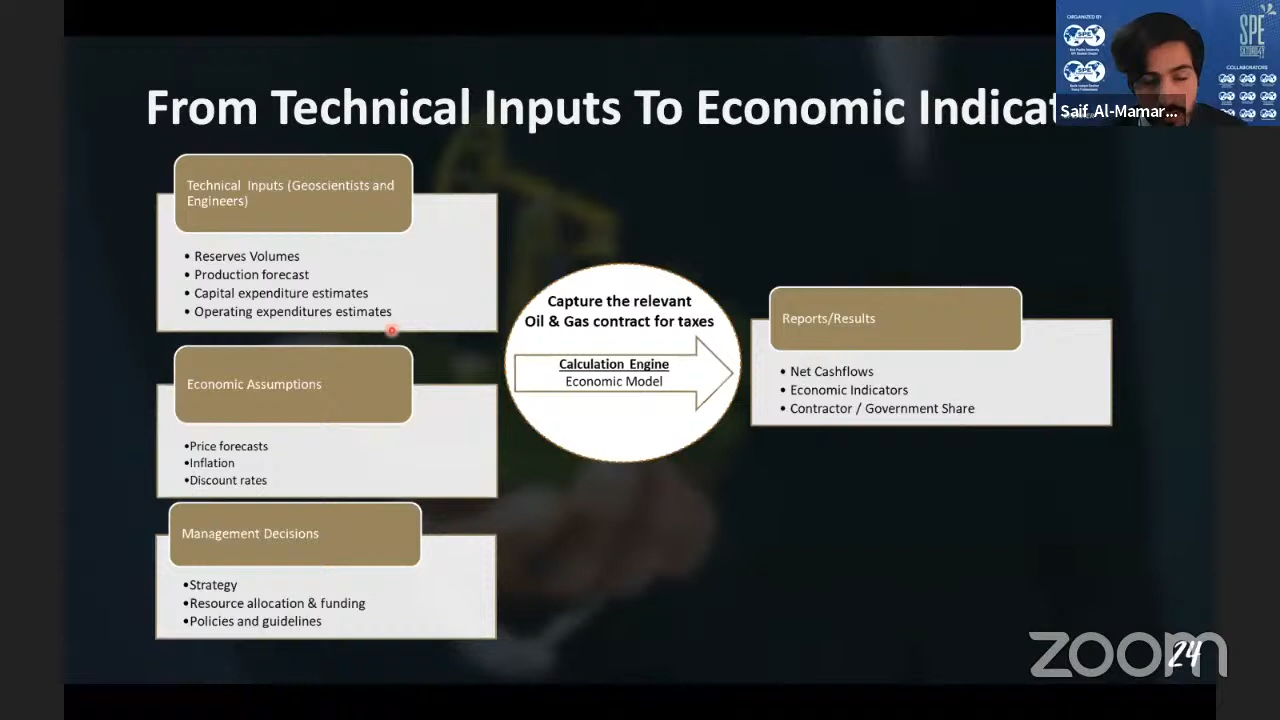 ORGANIZED BY
SPE
SPE
SPE
COLLABORATORS
Saif Al-Mamar...
From Technical Inputs To Economic Indicat
Technical Inputs (Geoscientists and
Engineers)
• Reserves Volumes
• Production forecast
• Capital expenditure estimates
• Operating expenditures estimates
Economic Assumptions
•Price forecasts
•Inflation
•Discount rates
Management Decisions
•Strategy
•Resource allocation & funding
•Policies and guidelines
Capture the relevant
Oil & Gas contract for taxes
Calculation Engine
Economic Model
Reports/Results
• Net Cashflows
• Economic Indicators
• Contractor / Government Share
zoom
24